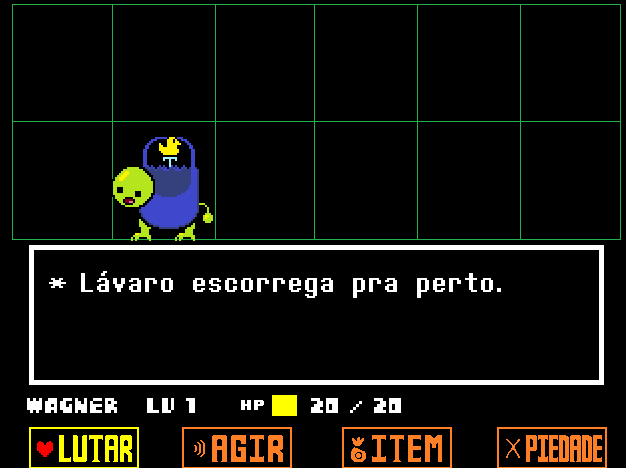 * Lávaro escorrega pra perto.
WAGNER LV 1 HP 20 / 20
LUTAR AGIR ITEM PIEDADE